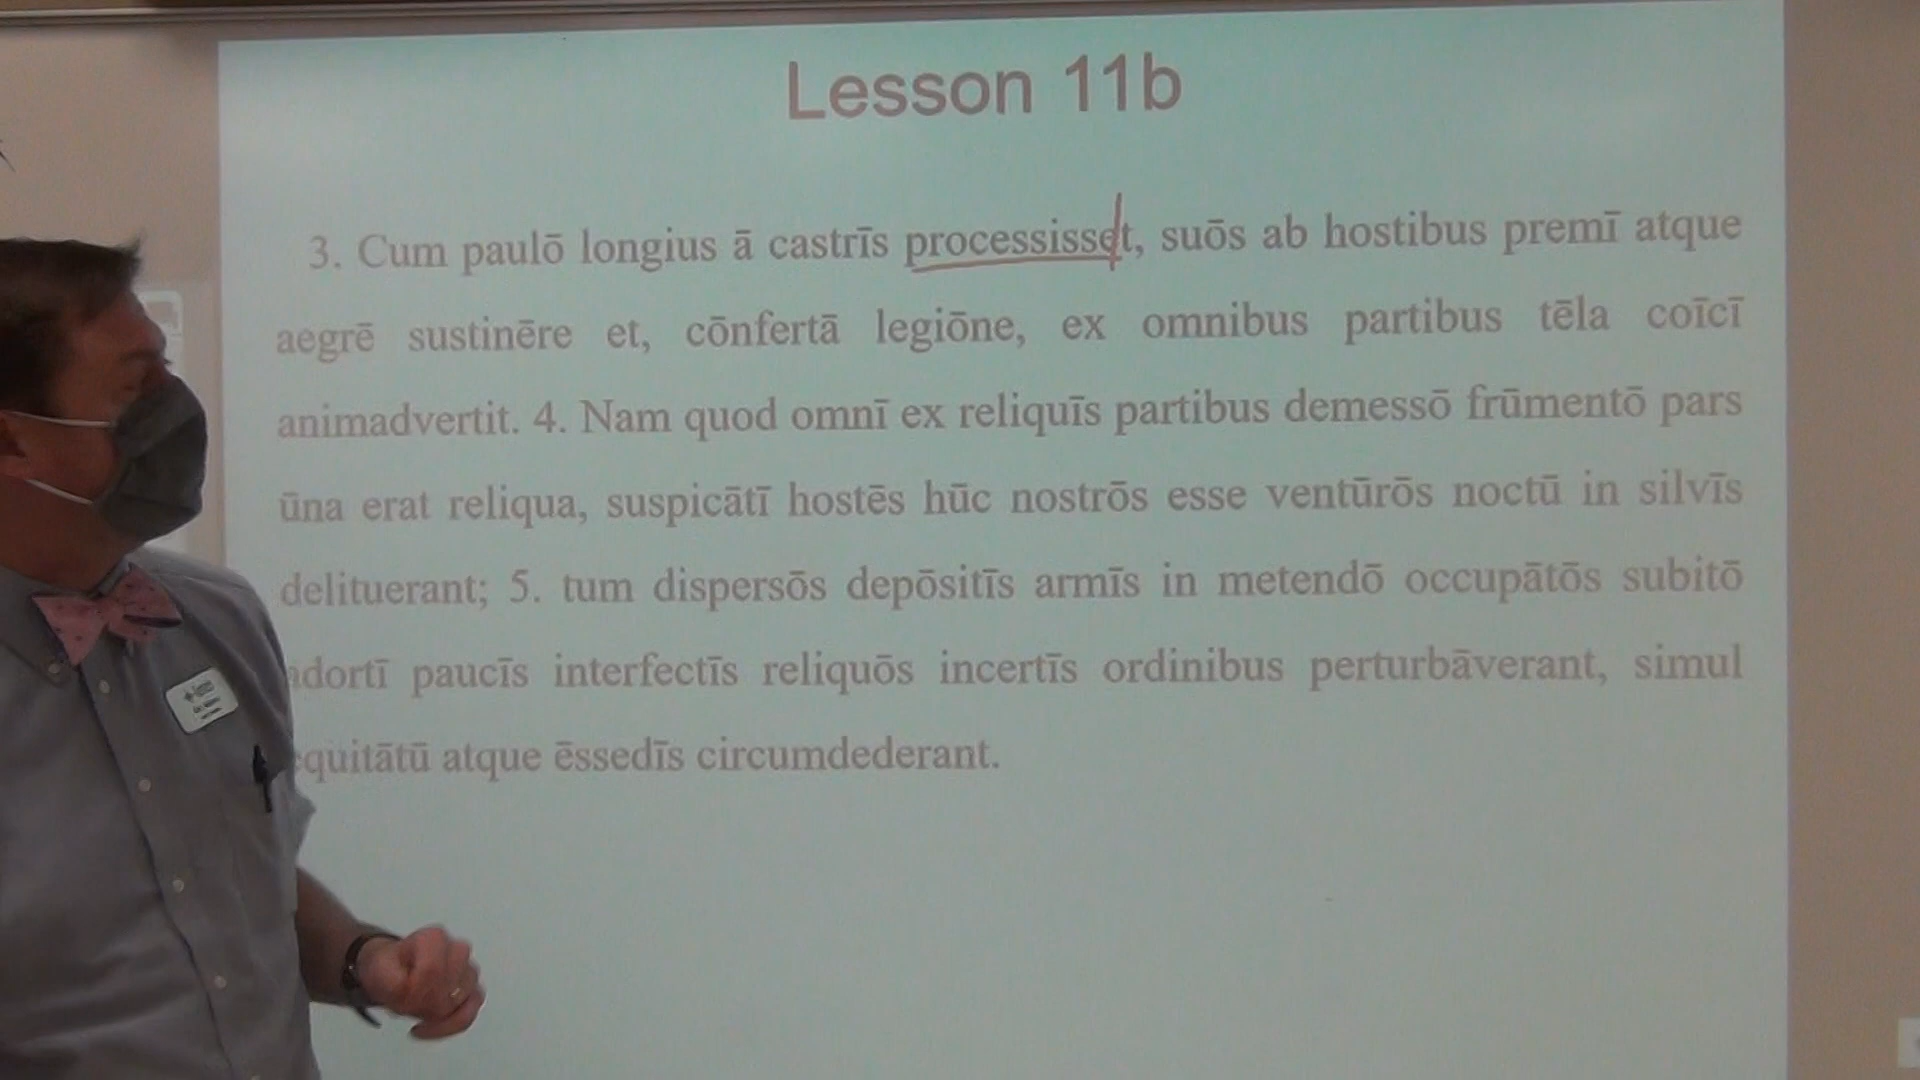 Lesson 11b
3. Cum paulō longius ā castrīs processisset, suōs ab hostibus premī atque
aegrē sustinēre et, cōnfertā legiōne, ex omnibus partibus tēla coīcī
animadvertit. 4. Nam quod omnī ex reliquīs partibus demessō frūmentō pars
ūna erat reliqua, suspicātī hostēs hūc nostrōs esse ventūrōs noctū in silvīs
delituerant; 5. tum dispersōs depōsitīs armīs in metendō occupātōs subitō
adortī paucīs interfectīs reliquōs incertīs ordinibus perturbāverant, simul
equitātū atque ēssedīs circumdederant.